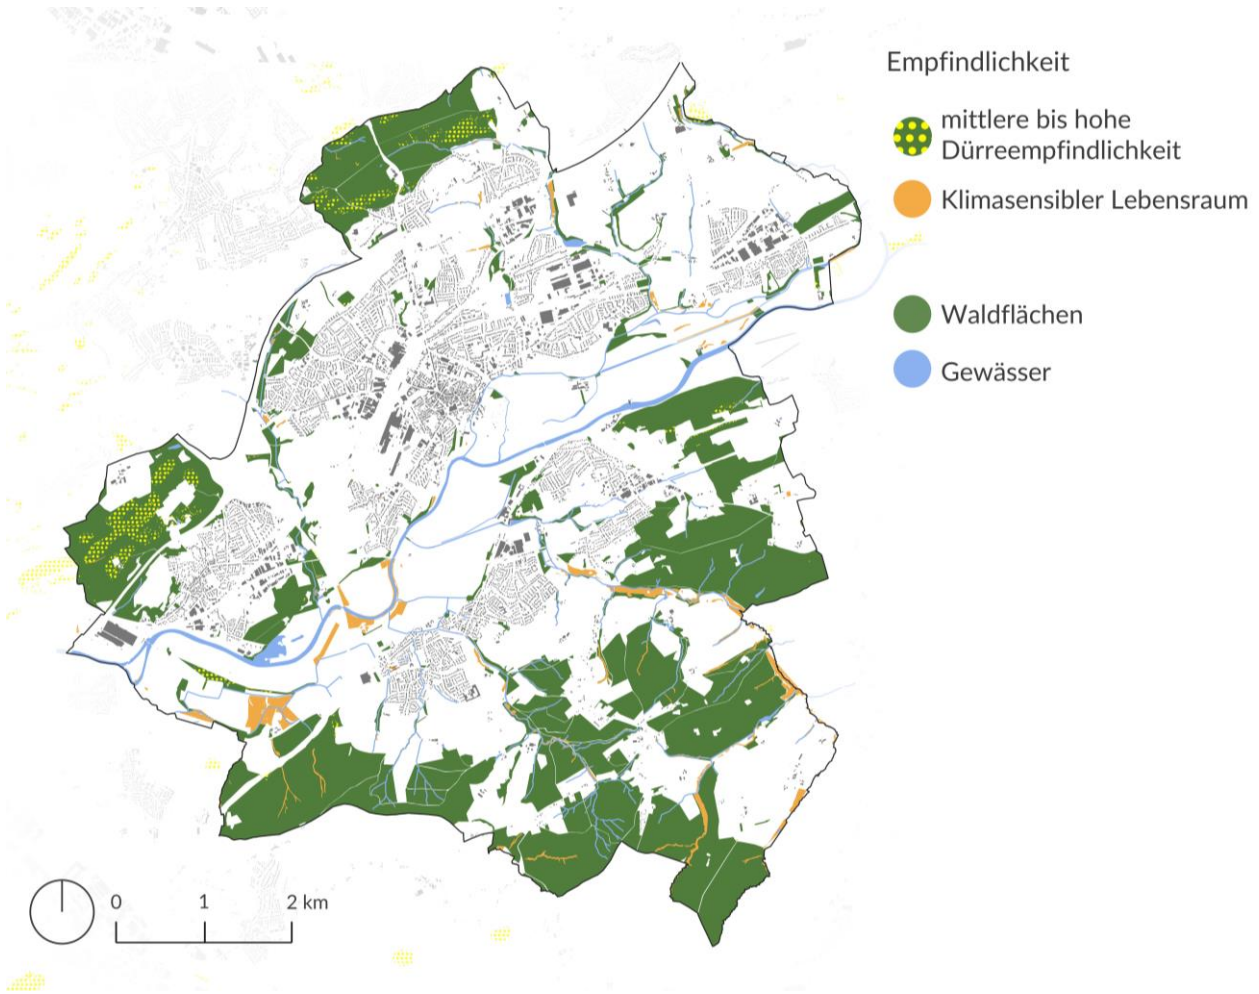 Empfindlichkeit
mittlere bis hohe
Dürreempfindlichkeit
Klimasensibler Lebensraum
Waldflächen
Gewässer
0 1 2 km